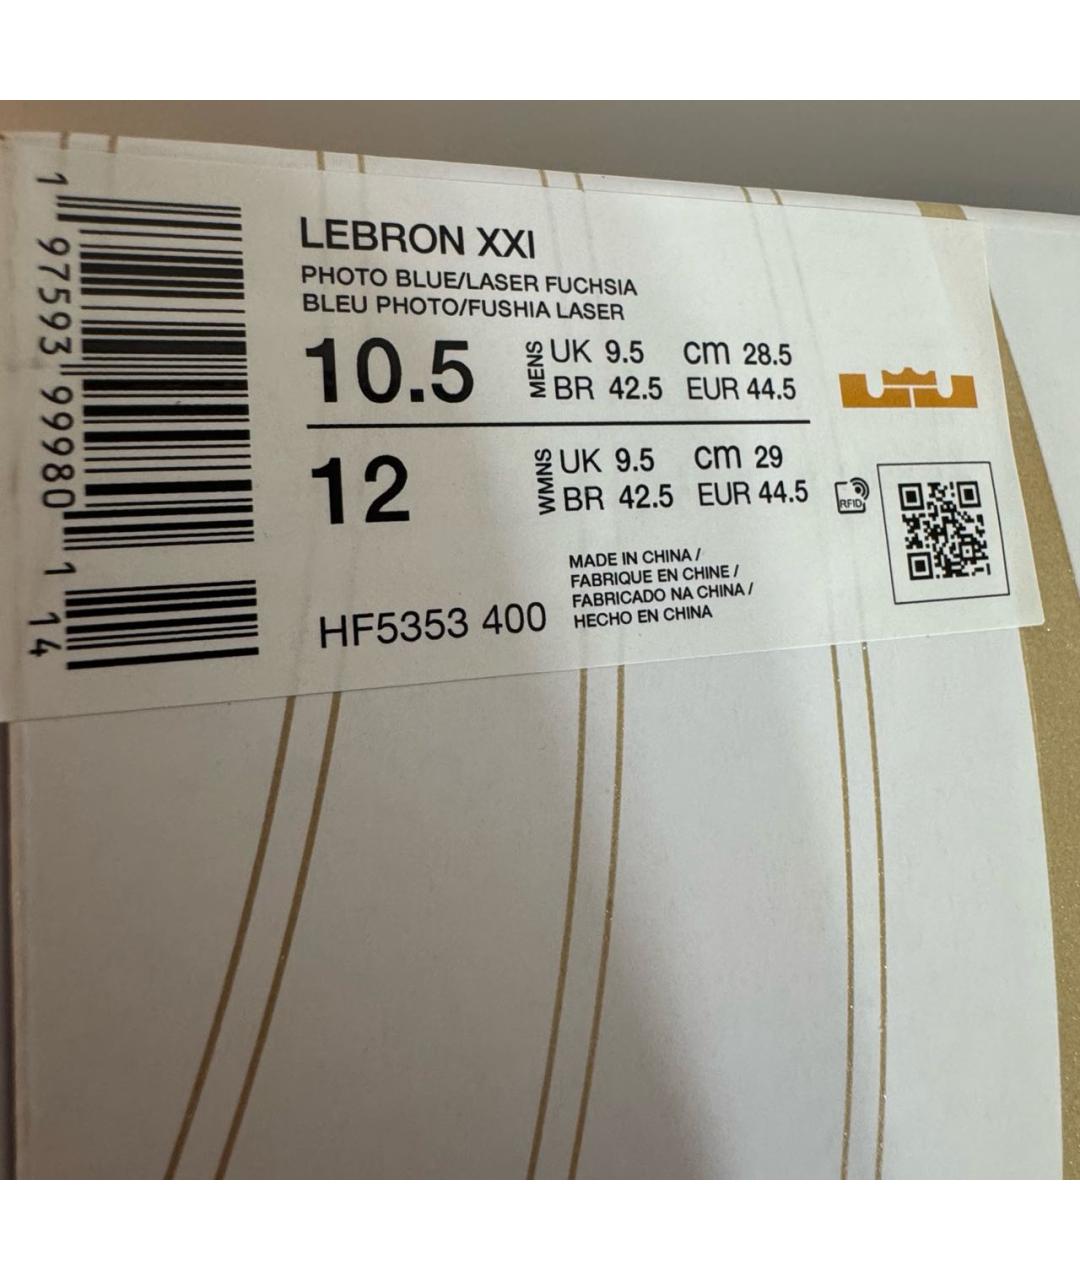 LEBRON XXI
PHOTO BLUE/LASER FUCHSIA
BLEU PHOTO/FUSHIA LASER
10.5 MENS UK 9.5 cm 28.5
BR 42.5 EUR 44.5
12 WMNS UK 9.5 cm 29
BR 42.5 EUR 44.5
RFID
MADE IN CHINA /
FABRIQUE EN CHINE /
FABRICADO NA CHINA /
HECHO EN CHINA
HF5353 400
1 97593 99980 1 14